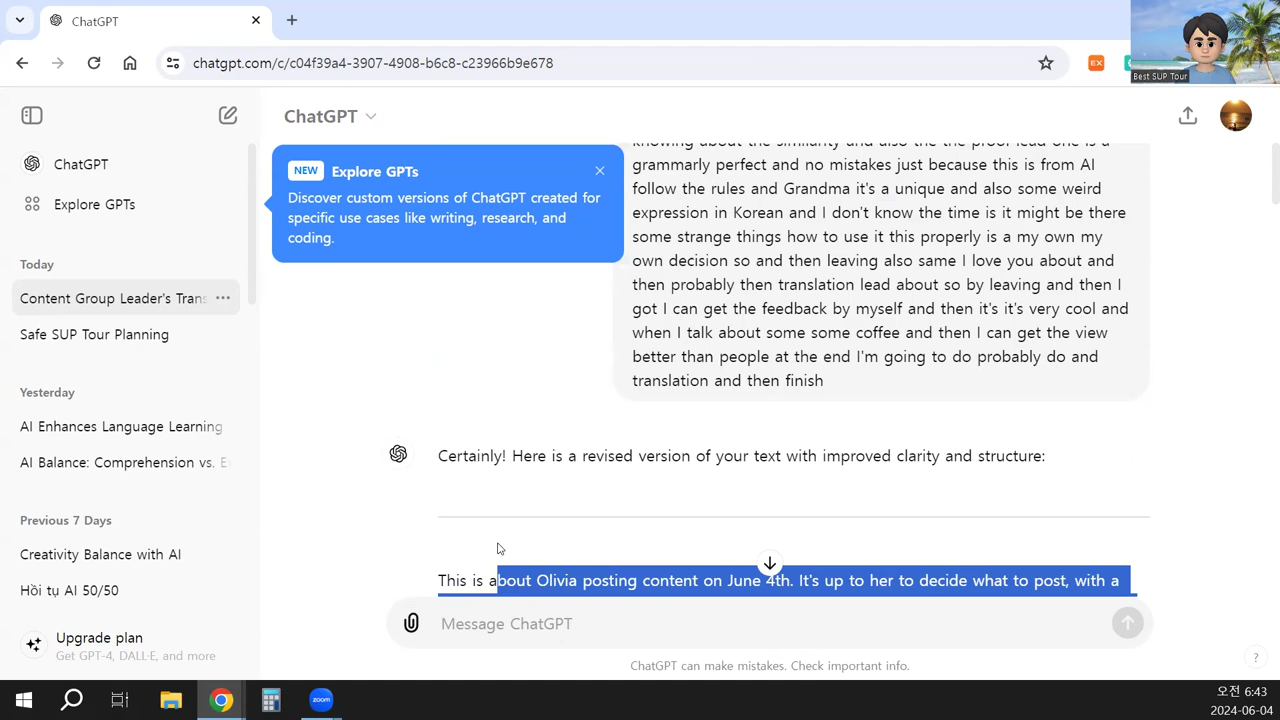 ChatGPT
chatgpt.com/c/c04f39a4-3907-4908-b6c8-c23966b9e678
EX
Best SUP Tour
ChatGPT
Explore GPTs
Today
Content Group Leader's Trans
Safe SUP Tour Planning
Yesterday
AI Enhances Language Learning
AI Balance: Comprehension vs. E
Previous 7 Days
Creativity Balance with AI
Hồi tụ AI 50/50
Upgrade plan
Get GPT-4, DALL·E, and more
ChatGPT
NEW Explore GPTs
Discover custom versions of ChatGPT created for
specific use cases like writing, research, and
coding.
knowing about the similarity and also the the proof lead one is a
grammarly perfect and no mistakes just because this is from AI
follow the rules and Grandma it's a unique and also some weird
expression in Korean and I don't know the time is it might be there
some strange things how to use it this properly is a my own my
own decision so and then leaving also same I love you about and
then probably then translation lead about so by leaving and then I
got I can get the feedback by myself and then it's it's very cool and
when I talk about some some coffee and then I can get the view
better than people at the end I'm going to do probably do and
translation and then finish
Certainly! Here is a revised version of your text with improved clarity and structure:
This is about Olivia posting content on June 4th. It's up to her to decide what to post, with a
Message ChatGPT
ChatGPT can make mistakes. Check important info.
?
zoom
오전 6:43
2024-06-04